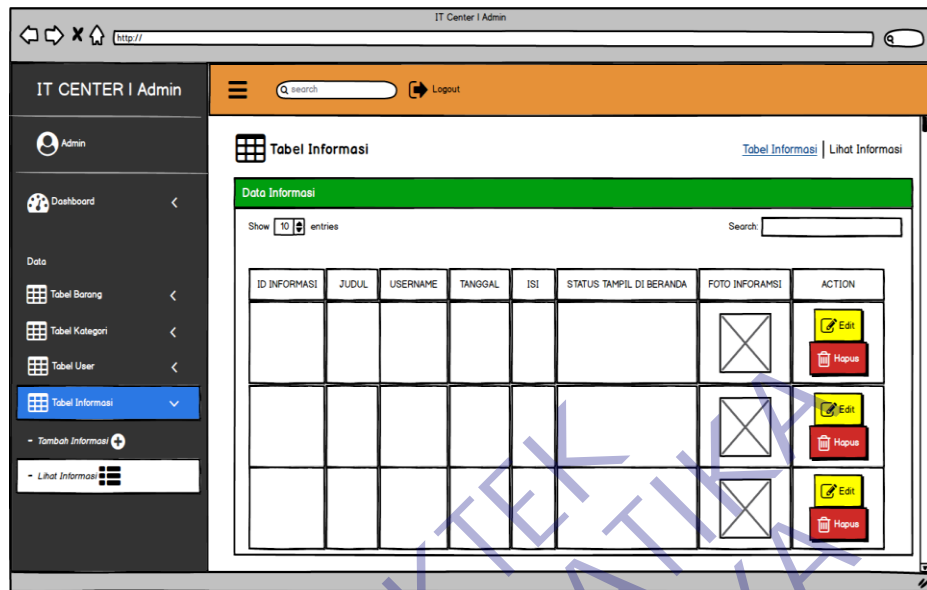 IT Center I Admin
http://
IT CENTER I Admin
search
Logout
Admin
Tabel Informasi
Tabel Informasi Lihat Informasi
Dashboard
Data Informasi
Show 10 entries
Search:
Data
Tabel Barang
Tabel Kategori
Tabel User
Tabel Informasi
- Tambah Informasi
- Lihat Informasi
ID INFORMASI JUDUL USERNAME TANGGAL ISI STATUS TAMPIL DI BERANDA FOTO INFORAMSI ACTION
Edit
Hapus
Edit
Hapus
Edit
Hapus